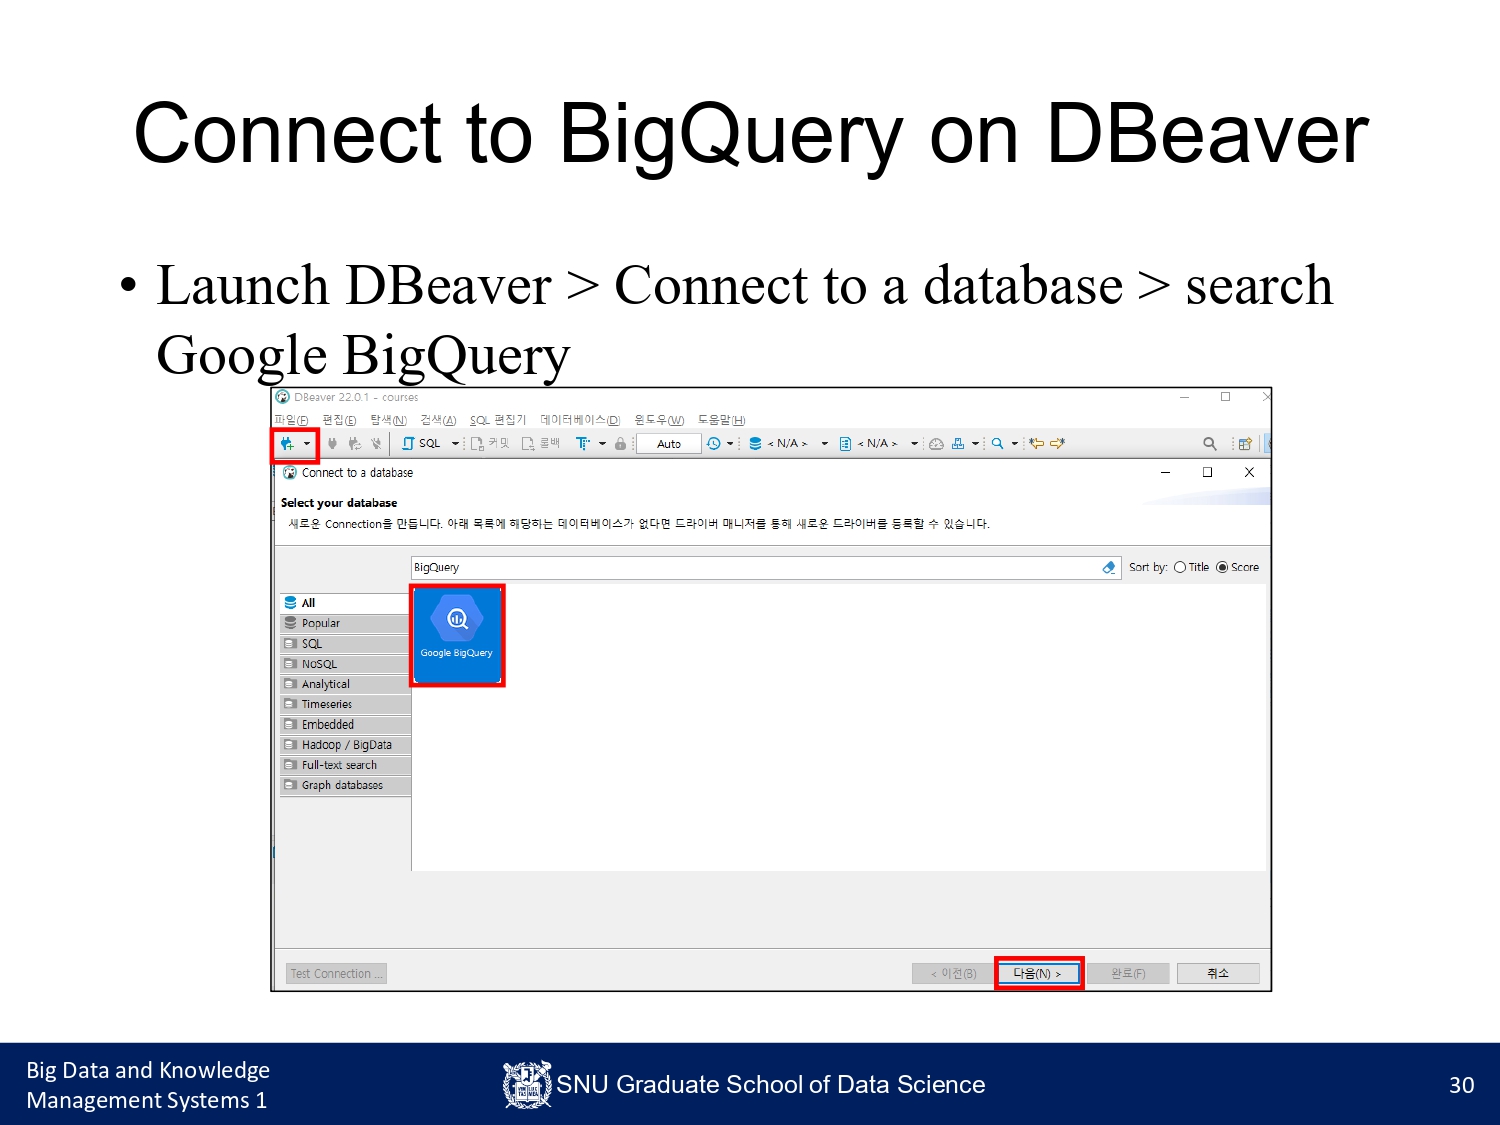 Connect to BigQuery on DBeaver
• Launch DBeaver > Connect to a database > search
Google BigQuery
DBeaver 22.0.1 - courses
파일(F) 편집(E) 탐색(N) 검색(A) SQL 편집기 데이터베이스(D) 윈도우(W) 도움말(H)
SQL 커밋 롤백 Auto < N/A > < N/A >
Connect to a database
Select your database
새로운 Connection을 만듭니다. 아래 목록에 해당하는 데이터베이스가 없다면 드라이버 매니저를 통해 새로운 드라이버를 등록할 수 있습니다.
BigQuery Sort by: Title Score
All
Popular
SQL
NoSQL
Analytical
Timeseries
Embedded
Hadoop / BigData
Full-text search
Graph databases
Google BigQuery
Test Connection ... < 이전(B) 다음(N) > 완료(F) 취소
Big Data and Knowledge
Management Systems 1
SNU Graduate School of Data Science
30